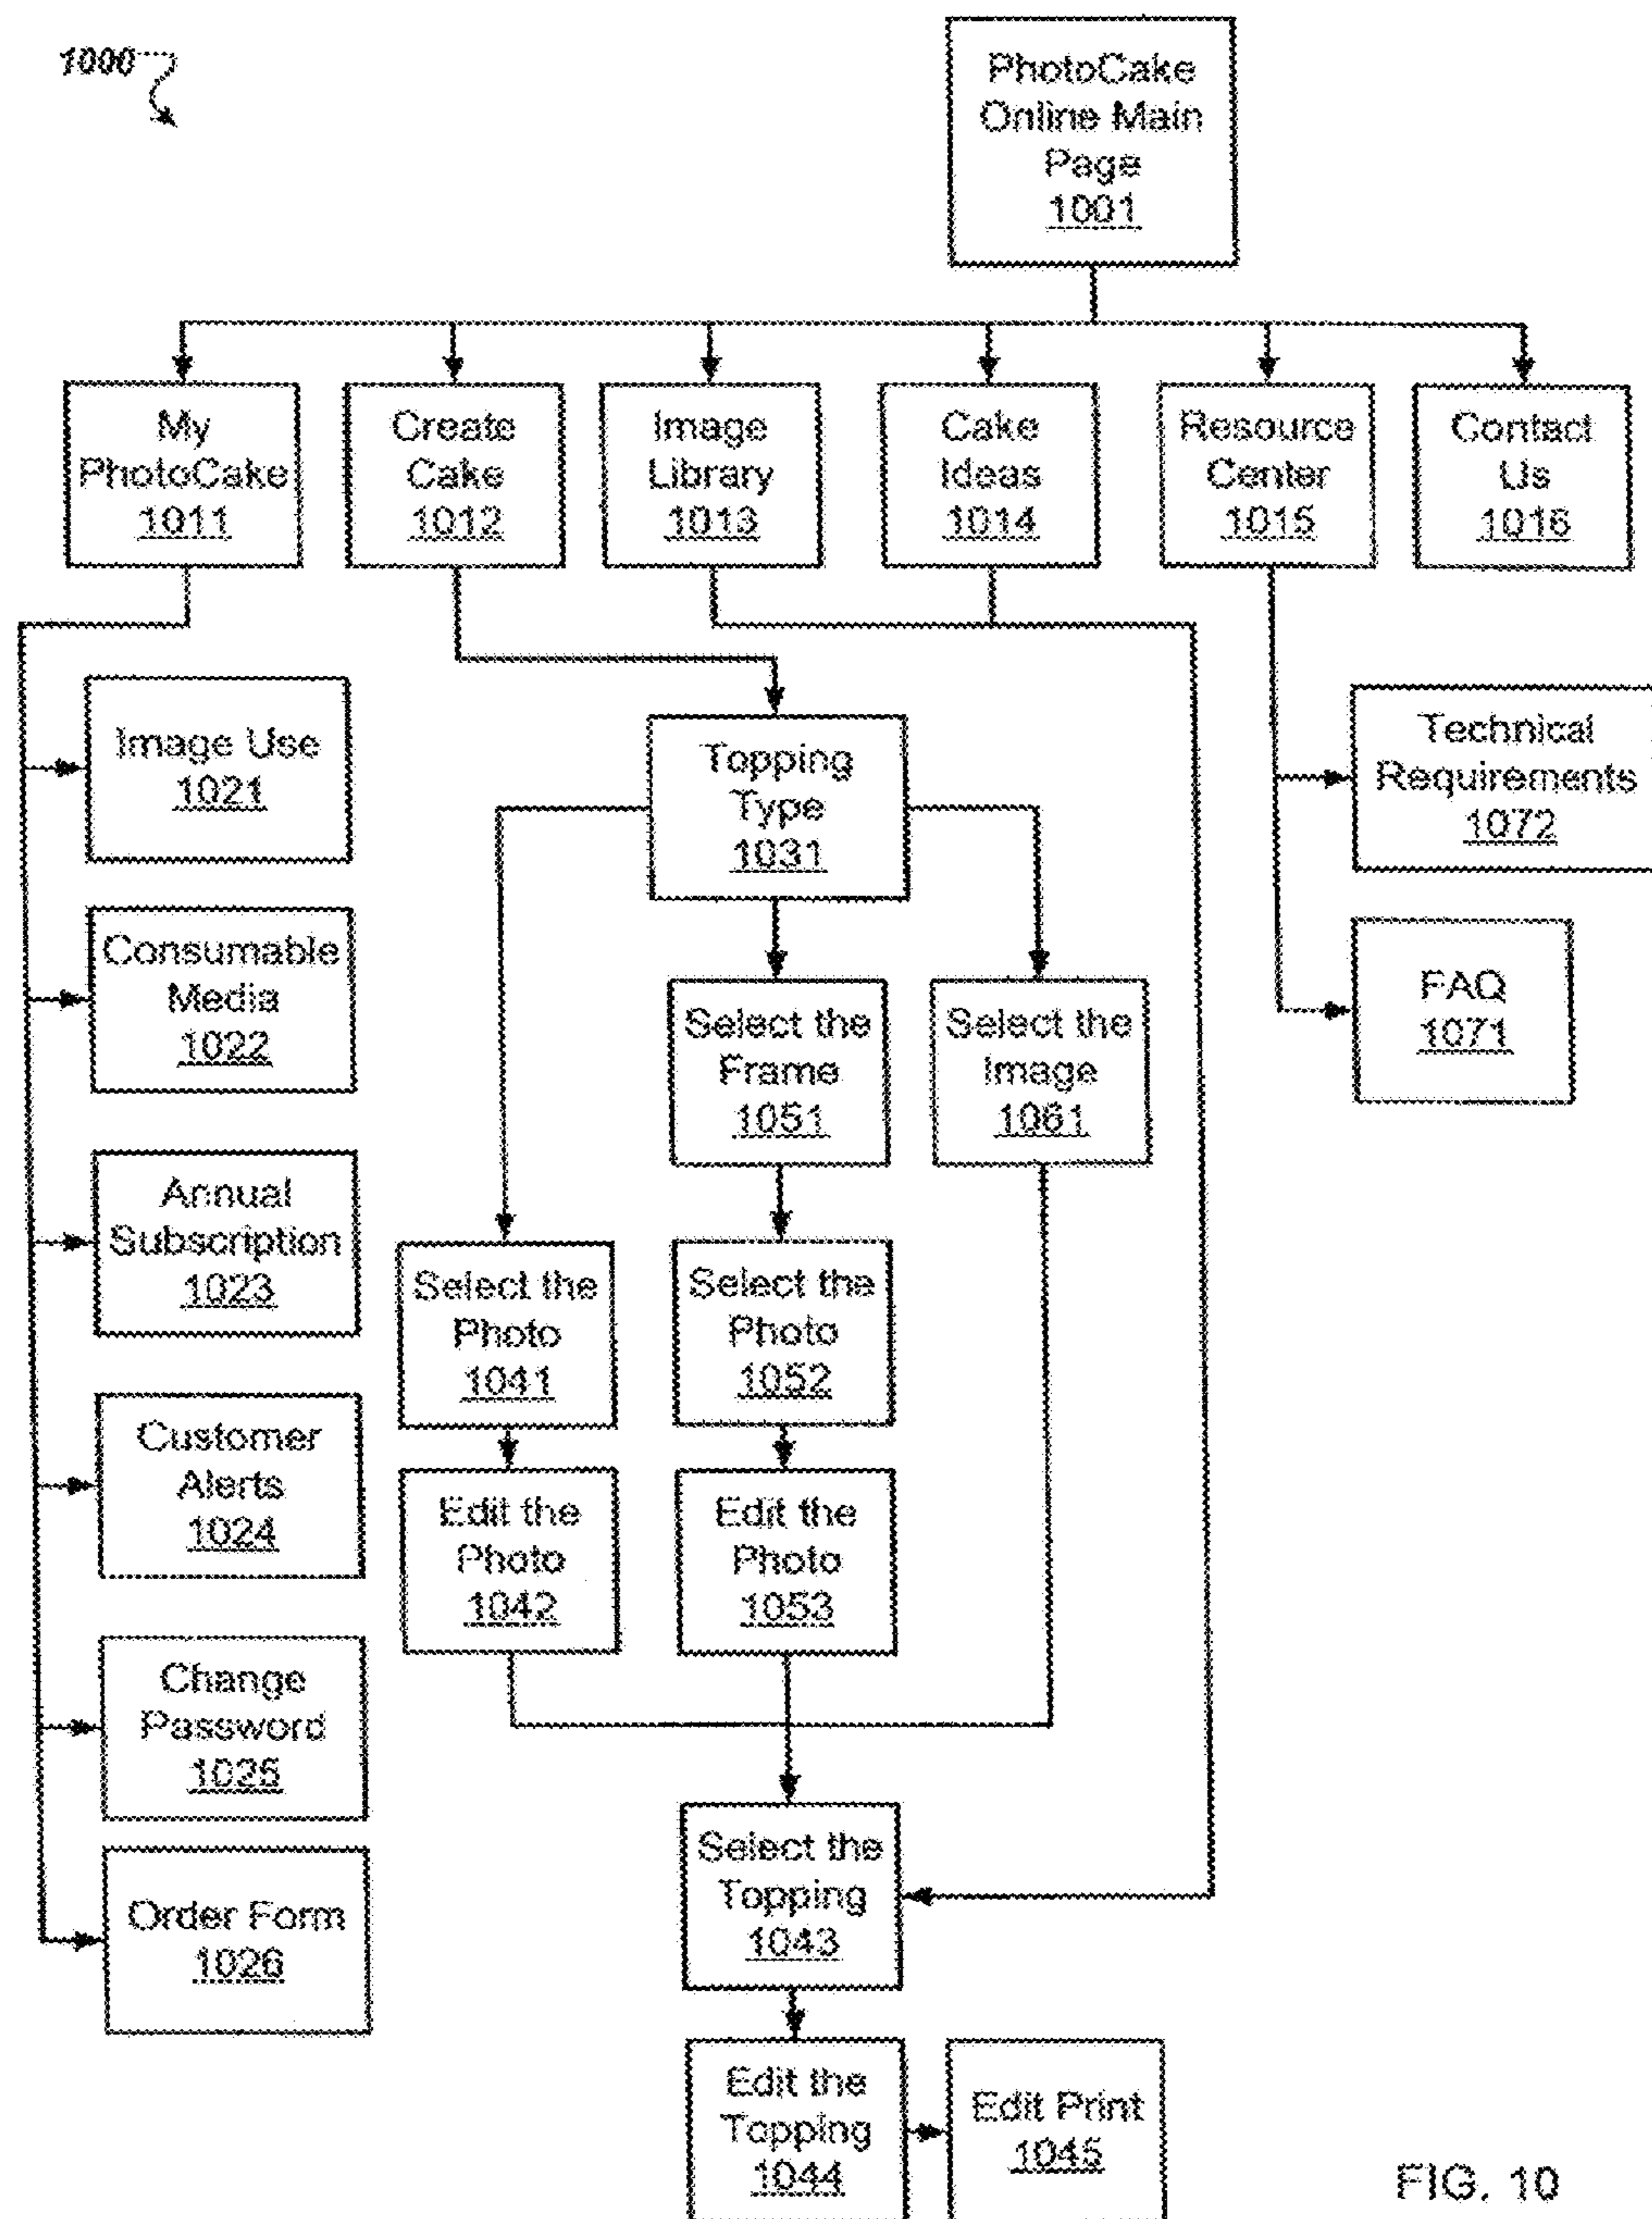 1000
PhotoCake
Online Main
Page
1001
My
PhotoCake
1011
Create
Cake
1012
Image
Library
1013
Cake
Ideas
1014
Resource
Center
1015
Contact
Us
1016
Image Use
1021
Consumable
Media
1022
Annual
Subscription
1023
Customer
Alerts
1024
Change
Password
1025
Order Form
1026
Topping
Type
1031
Select the
Photo
1041
Edit the
Photo
1042
Select the
Frame
1051
Select the
Photo
1052
Edit the
Photo
1053
Select the
Image
1061
Technical
Requirements
1072
FAQ
1071
Select the
Topping
1043
Edit the
Topping
1044
Edit Print
1045
FIG. 10